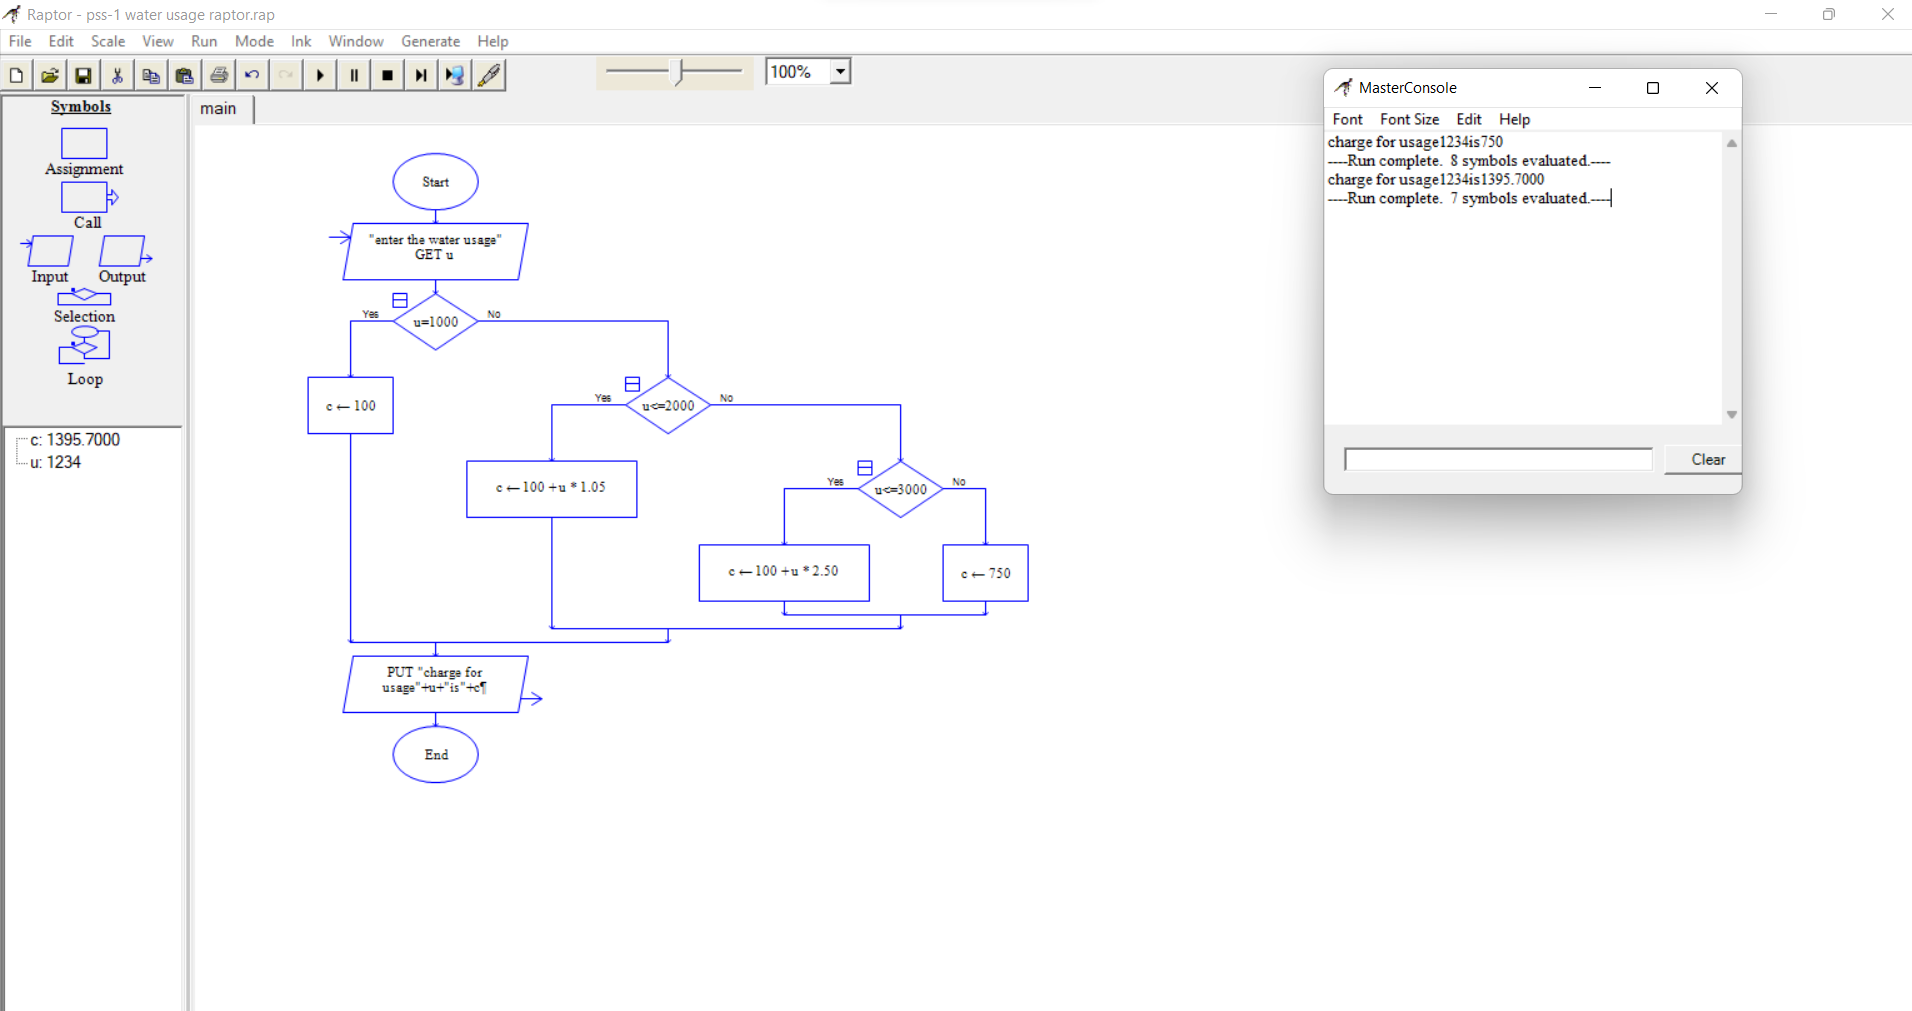 Raptor - pss-1 water usage raptor.rap
File Edit Scale View Run Mode Ink Window Generate Help
100%
Symbols
Assignment
Call
Input Output
Selection
Loop
c: 1395.7000
u: 1234
main
Start
"enter the water usage"
GET u
Yes
u=1000
No
c ← 100
Yes
u<=2000
No
c ← 100 +u * 1.05
Yes
u<=3000
No
c ← 100 +u * 2.50
c ← 750
PUT "charge for
usage"+u+"is"+c¶
End
MasterConsole
Font Font Size Edit Help
charge for usage1234is750
----Run complete. 8 symbols evaluated.----
charge for usage1234is1395.7000
----Run complete. 7 symbols evaluated.----
Clear